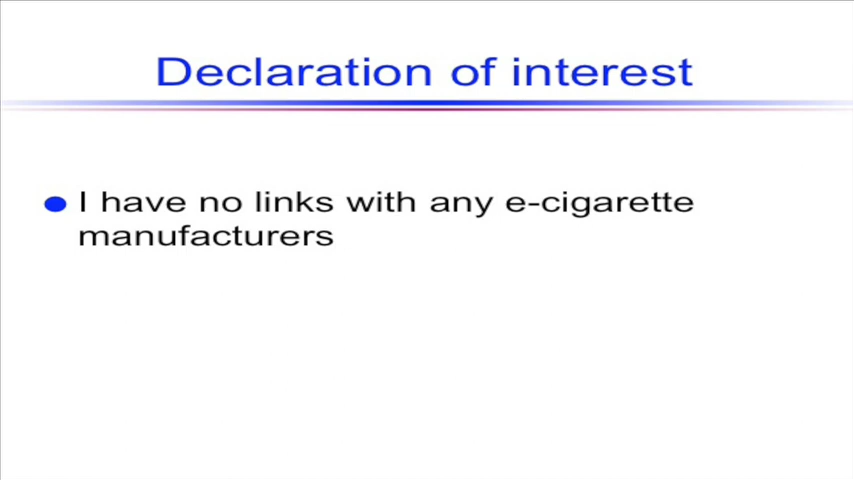 Declaration of interest
I have no links with any e-cigarette
manufacturers